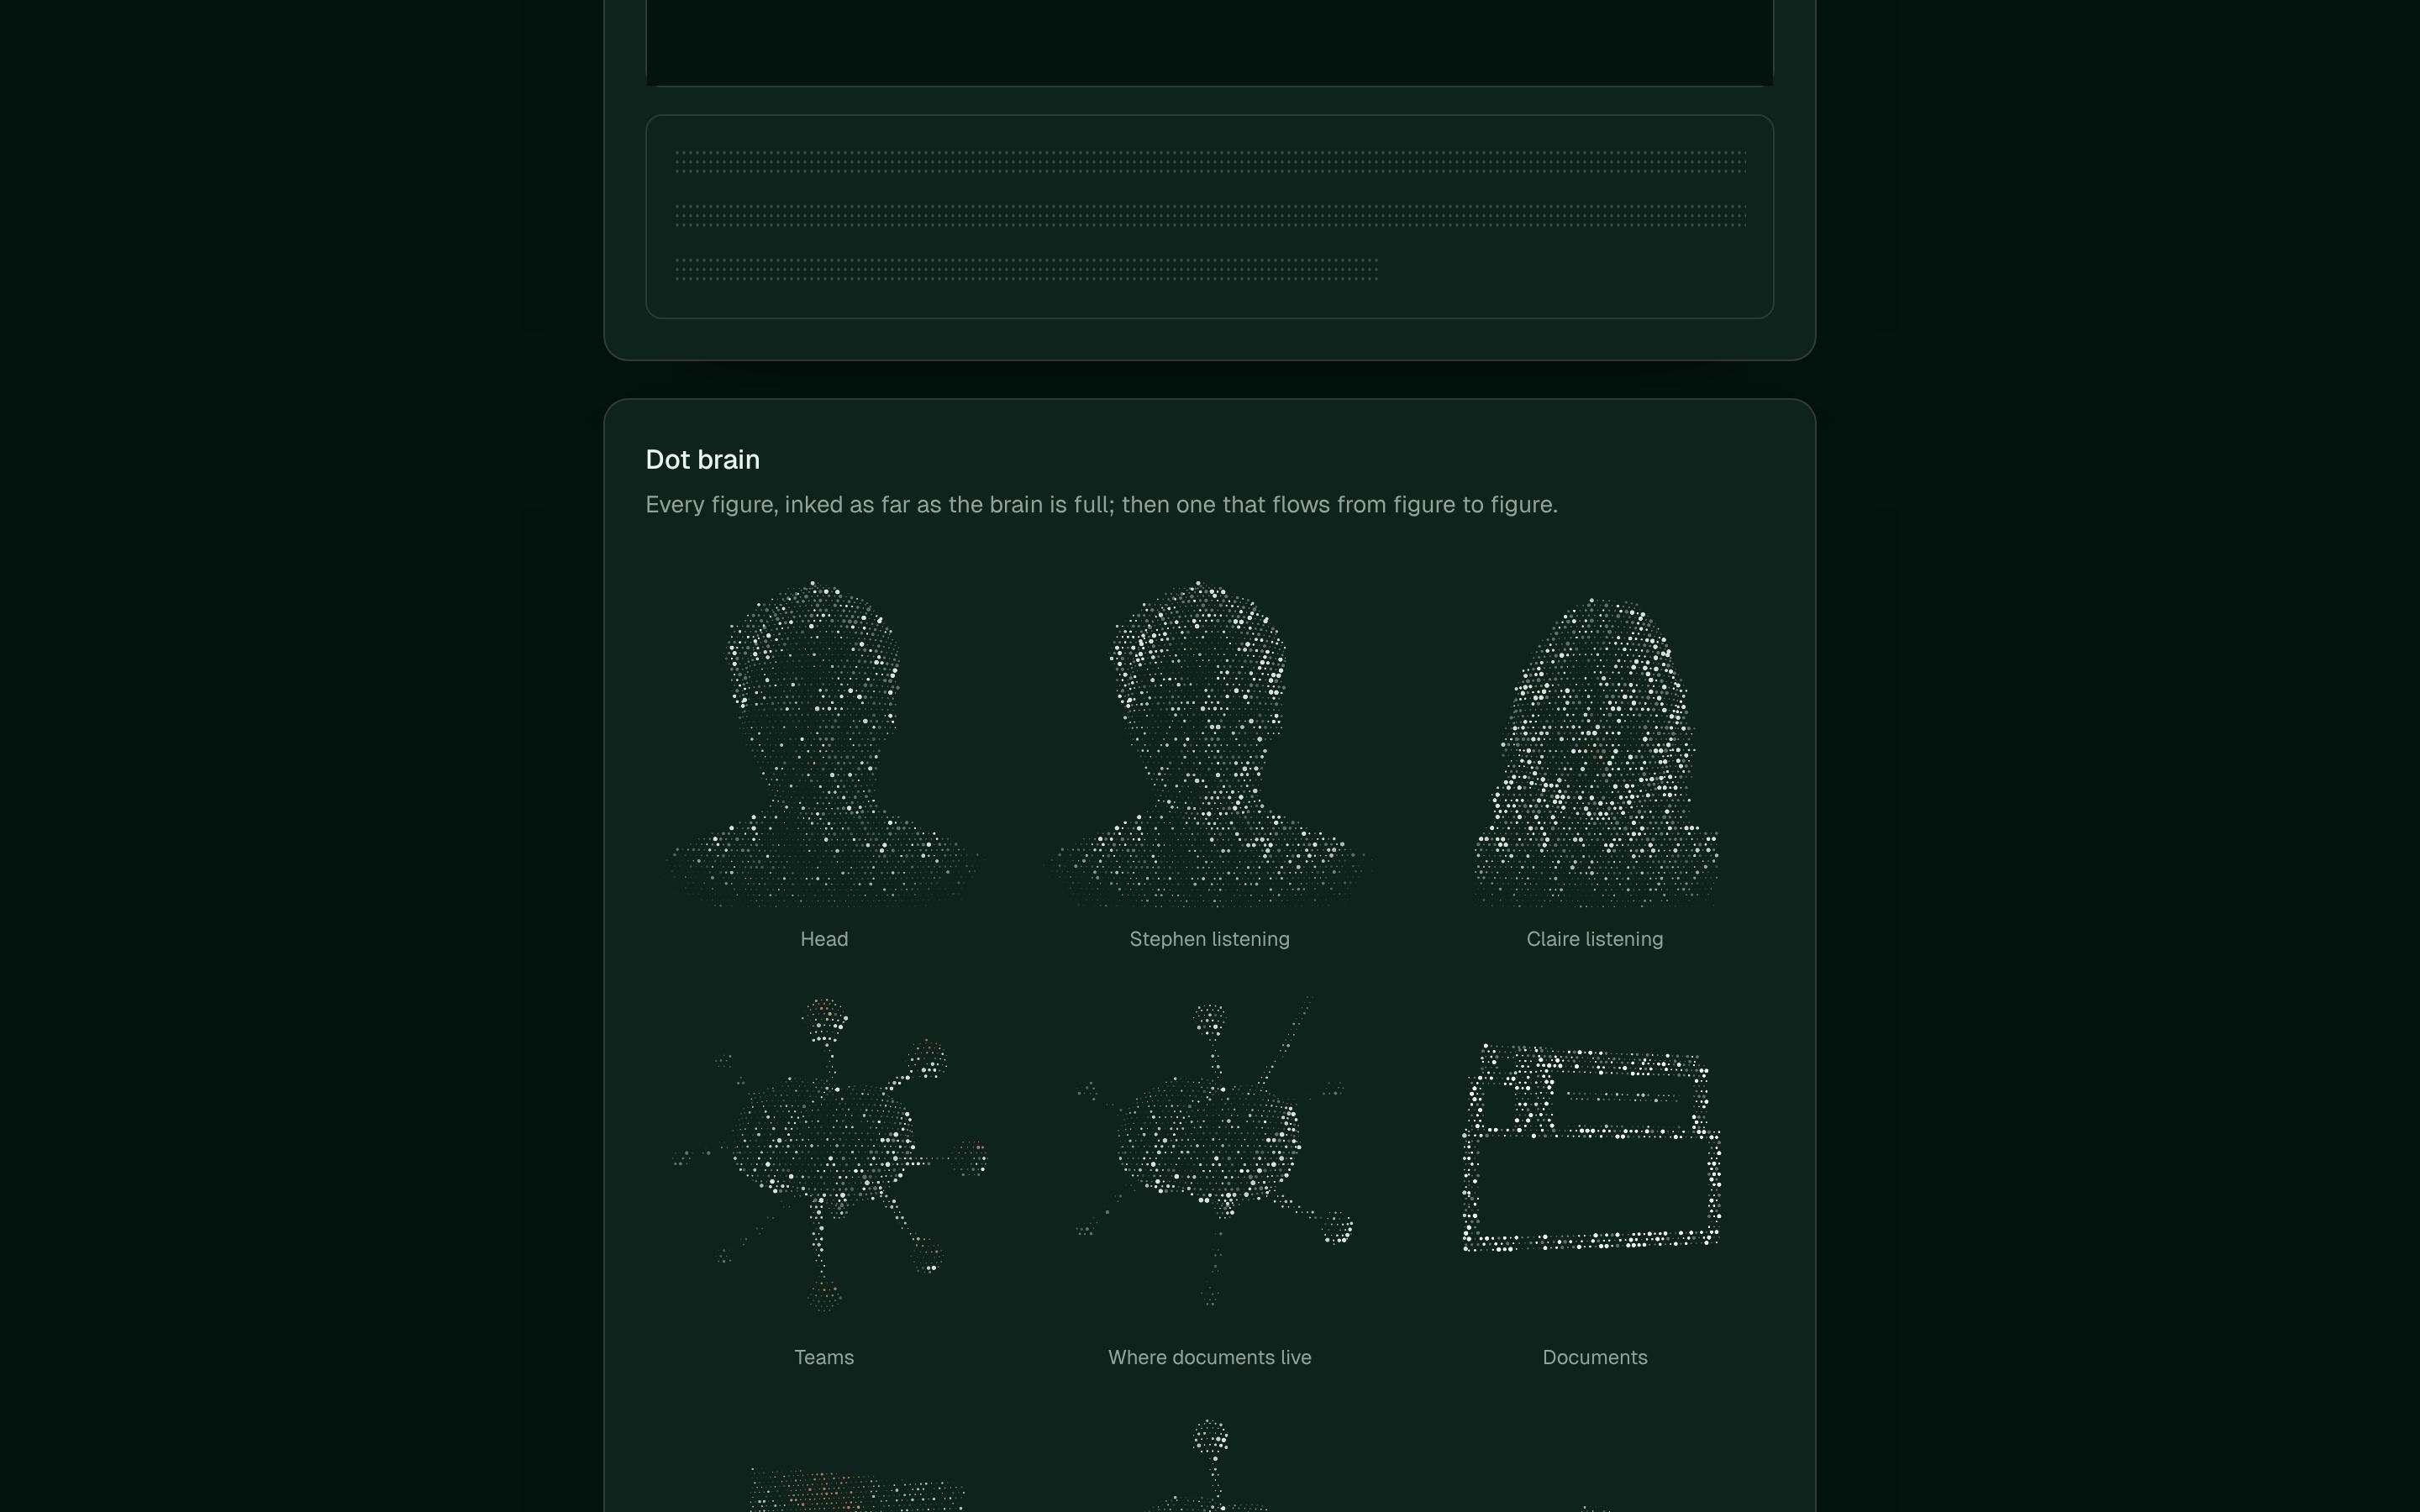 Dot brain
Every figure, inked as far as the brain is full; then one that flows from figure to figure.
Head
Stephen listening
Claire listening
Teams
Where documents live
Documents